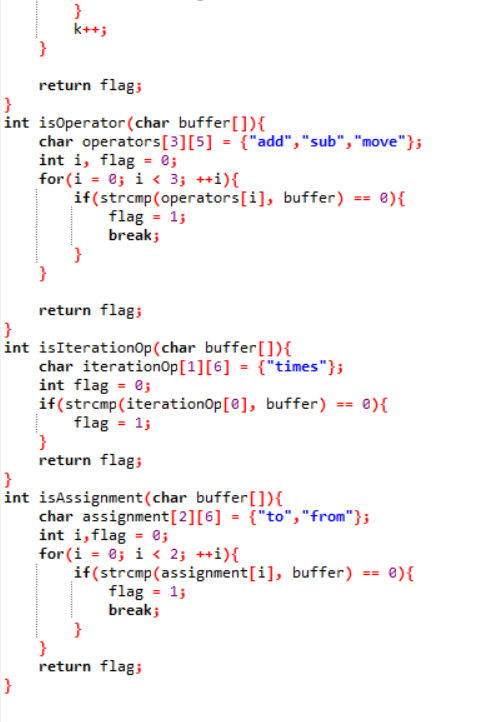 }
        k++;
    }

    return flag;
}
int isOperator(char buffer[]){
    char operators[3][5] = {"add","sub","move"};
    int i, flag = 0;
    for(i = 0; i < 3; ++i){
        if(strcmp(operators[i], buffer) == 0){
            flag = 1;
            break;
        }
    }

    return flag;
}
int isIterationOp(char buffer[]){
    char iterationOp[1][6] = {"times"};
    int flag = 0;
    if(strcmp(iterationOp[0], buffer) == 0){
        flag = 1;
    }
    return flag;
}
int isAssignment(char buffer[]){
    char assignment[2][6] = {"to","from"};
    int i,flag = 0;
    for(i = 0; i < 2; ++i){
        if(strcmp(assignment[i], buffer) == 0){
            flag = 1;
            break;
        }
    }
    return flag;
}